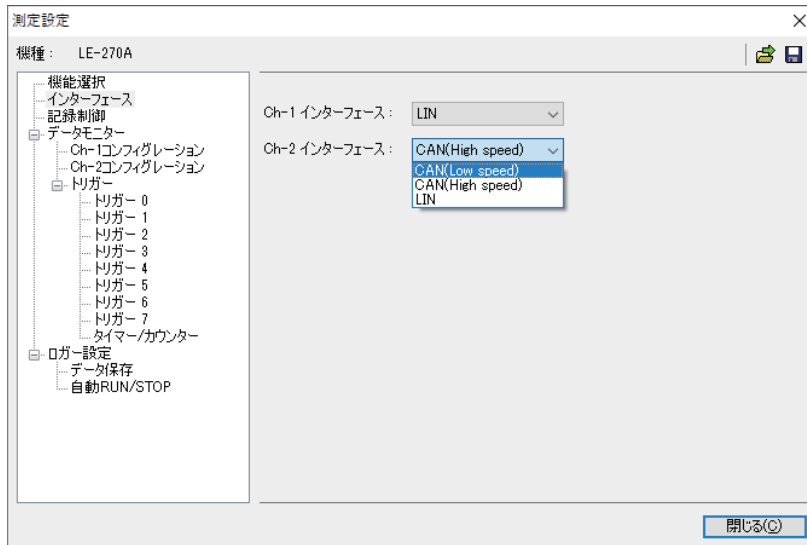 測定設定
機種： LE-270A
機能選択
インターフェース
記録制御
データモニター
Ch-1コンフィグレーション
Ch-2コンフィグレーション
トリガー
トリガー 0
トリガー 1
トリガー 2
トリガー 3
トリガー 4
トリガー 5
トリガー 6
トリガー 7
タイマー/カウンター
ロガー設定
データ保存
自動RUN/STOP
Ch-1 インターフェース： LIN
Ch-2 インターフェース： CAN(High speed)
CAN(Low speed)
CAN(High speed)
LIN
閉じる(C)